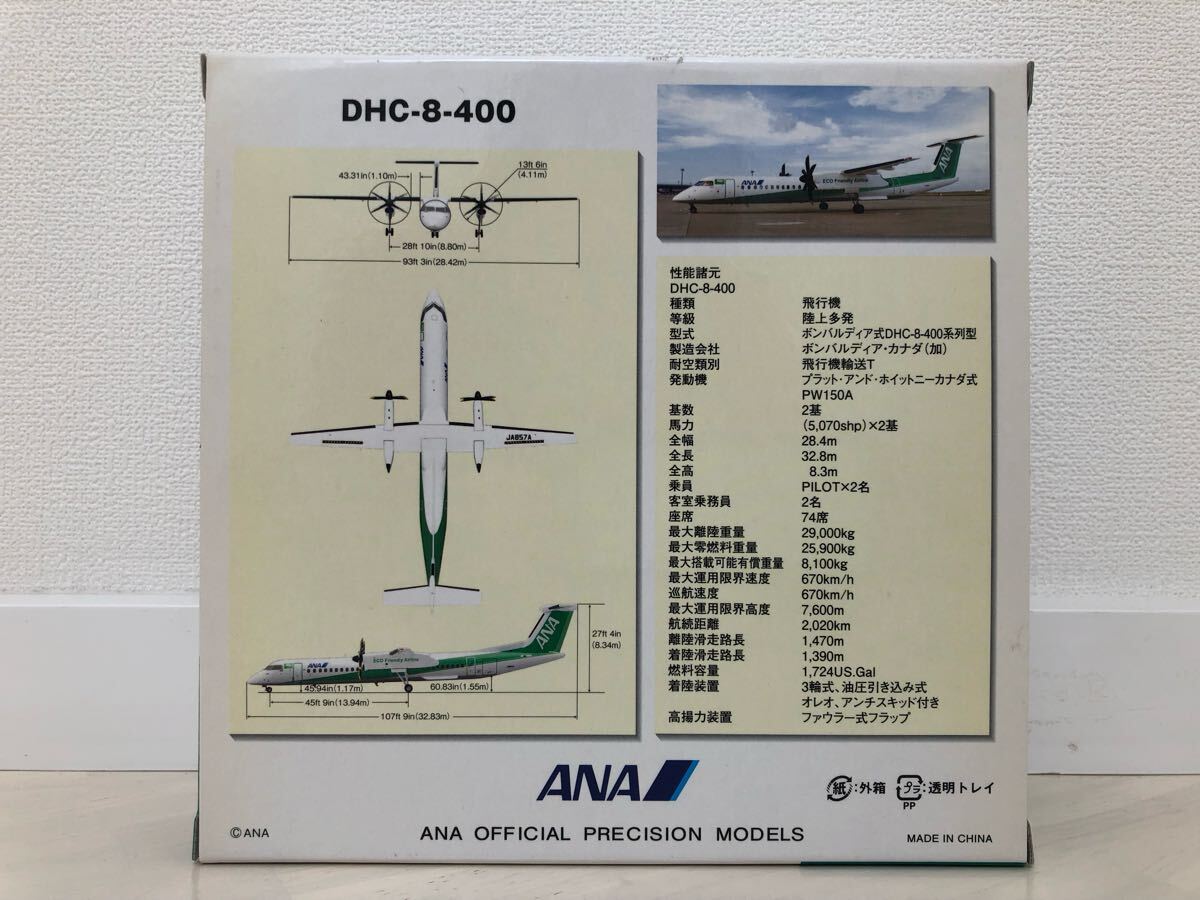 DHC-8-400
13ft 6in
(4.11m)
43.31in(1.10m)
28ft 10in(8.80m)
93ft 3in(28.42m)
ANA
JA857A
27ft 4in
(8.34m)
ANA
ANA
ECO Friendly Airline
45.94in(1.17m)
60.83in(1.55m)
45ft 9in(13.94m)
107ft 9in(32.83m)
ANA
ANA
ECO Friendly Airline
性能諸元
DHC-8-400
種類 飛行機
等級 陸上多発
型式 ボンバルディア式DHC-8-400系列型
製造会社 ボンバルディア・カナダ(加)
耐空類別 飛行機輸送T
発動機 プラット・アンド・ホイットニーカナダ式
PW150A
基数 2基
馬力 (5,070shp)×2基
全幅 28.4m
全長 32.8m
全高 8.3m
乗員 PILOT×2名
客室乗務員 2名
座席 74席
最大離陸重量 29,000kg
最大零燃料重量 25,900kg
最大搭載可能有償重量 8,100kg
最大運用限界速度 670km/h
巡航速度 670km/h
最大運用限界高度 7,600m
航続距離 2,020km
離陸滑走路長 1,470m
着陸滑走路長 1,390m
燃料容量 1,724US.Gal
着陸装置 3輪式、油圧引き込み式
オレオ、アンチスキッド付き
高揚力装置 ファウラー式フラップ
ANA
紙:外箱 プラ:透明トレイ
PP
©ANA
ANA OFFICIAL PRECISION MODELS
MADE IN CHINA